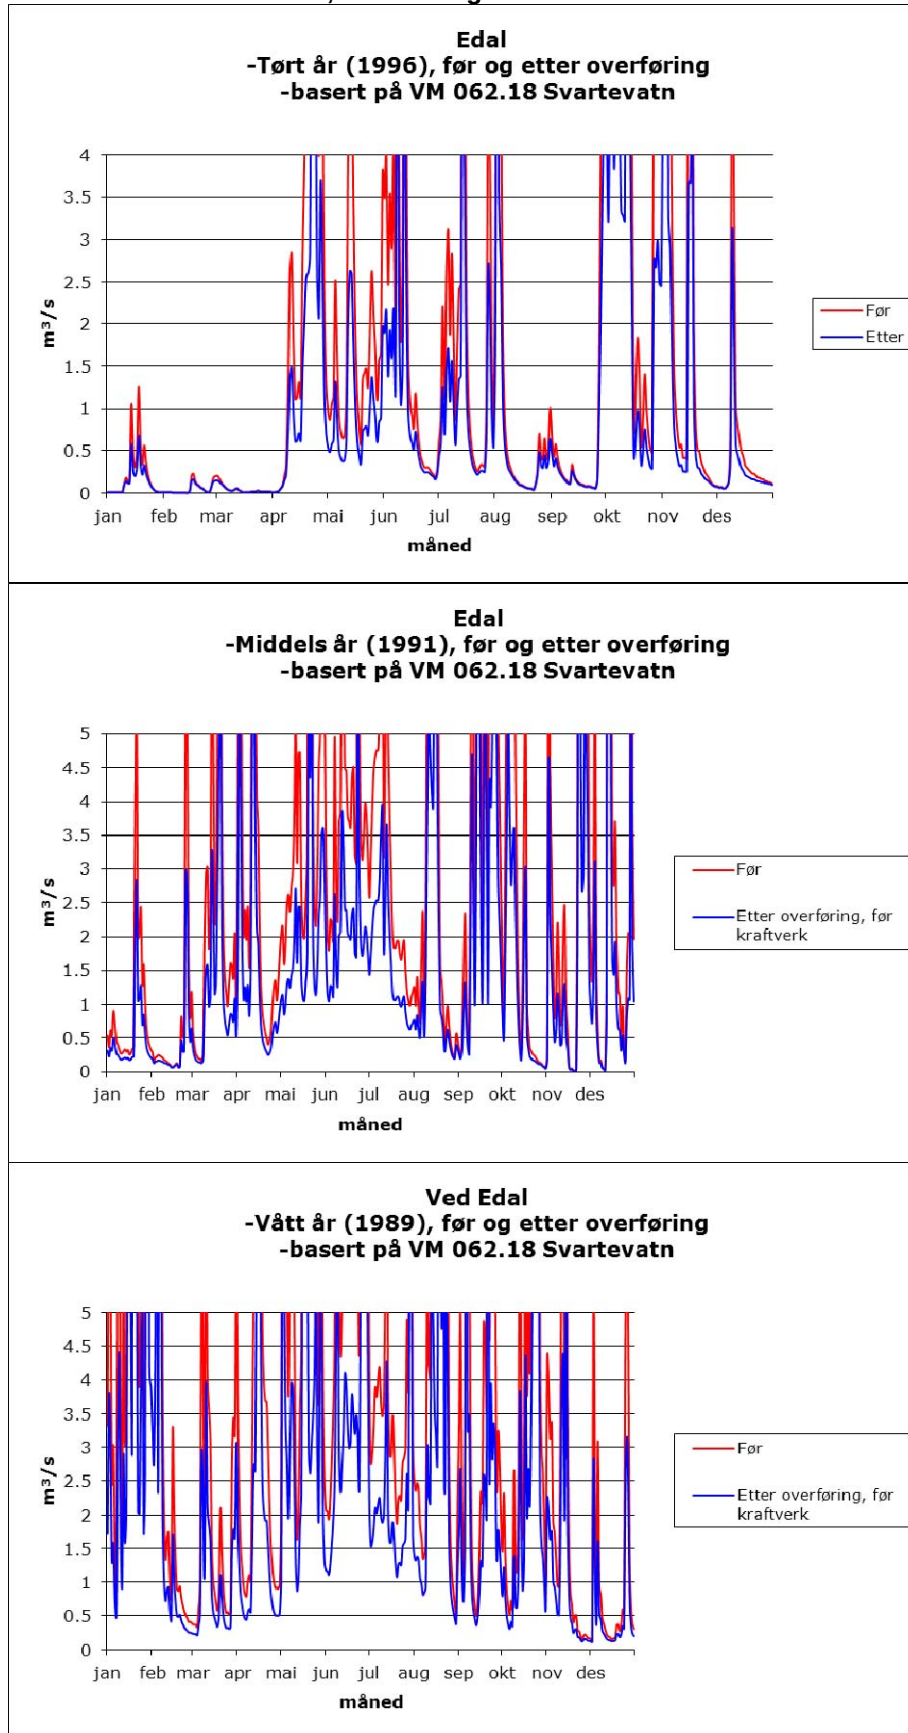 Edal
-Tørt år (1996), før og etter overføring
-basert på VM 062.18 Svartevatn
4
3.5
3
2.5
2
1.5
1
0.5
0
m³/s
jan feb mar apr mai jun jul aug sep okt nov des
måned
Før
Etter
Edal
-Middels år (1991), før og etter overføring
-basert på VM 062.18 Svartevatn
5
4.5
4
3.5
3
2.5
2
1.5
1
0.5
0
m³/s
jan feb mar apr mai jun jul aug sep okt nov des
måned
Før
Etter overføring, før
kraftverk
Ved Edal
-Vått år (1989), før og etter overføring
-basert på VM 062.18 Svartevatn
5
4.5
4
3.5
3
2.5
2
1.5
1
0.5
0
m³/s
jan feb mar apr mai jun jul aug sep okt nov des
måned
Før
Etter overføring, før
kraftverk